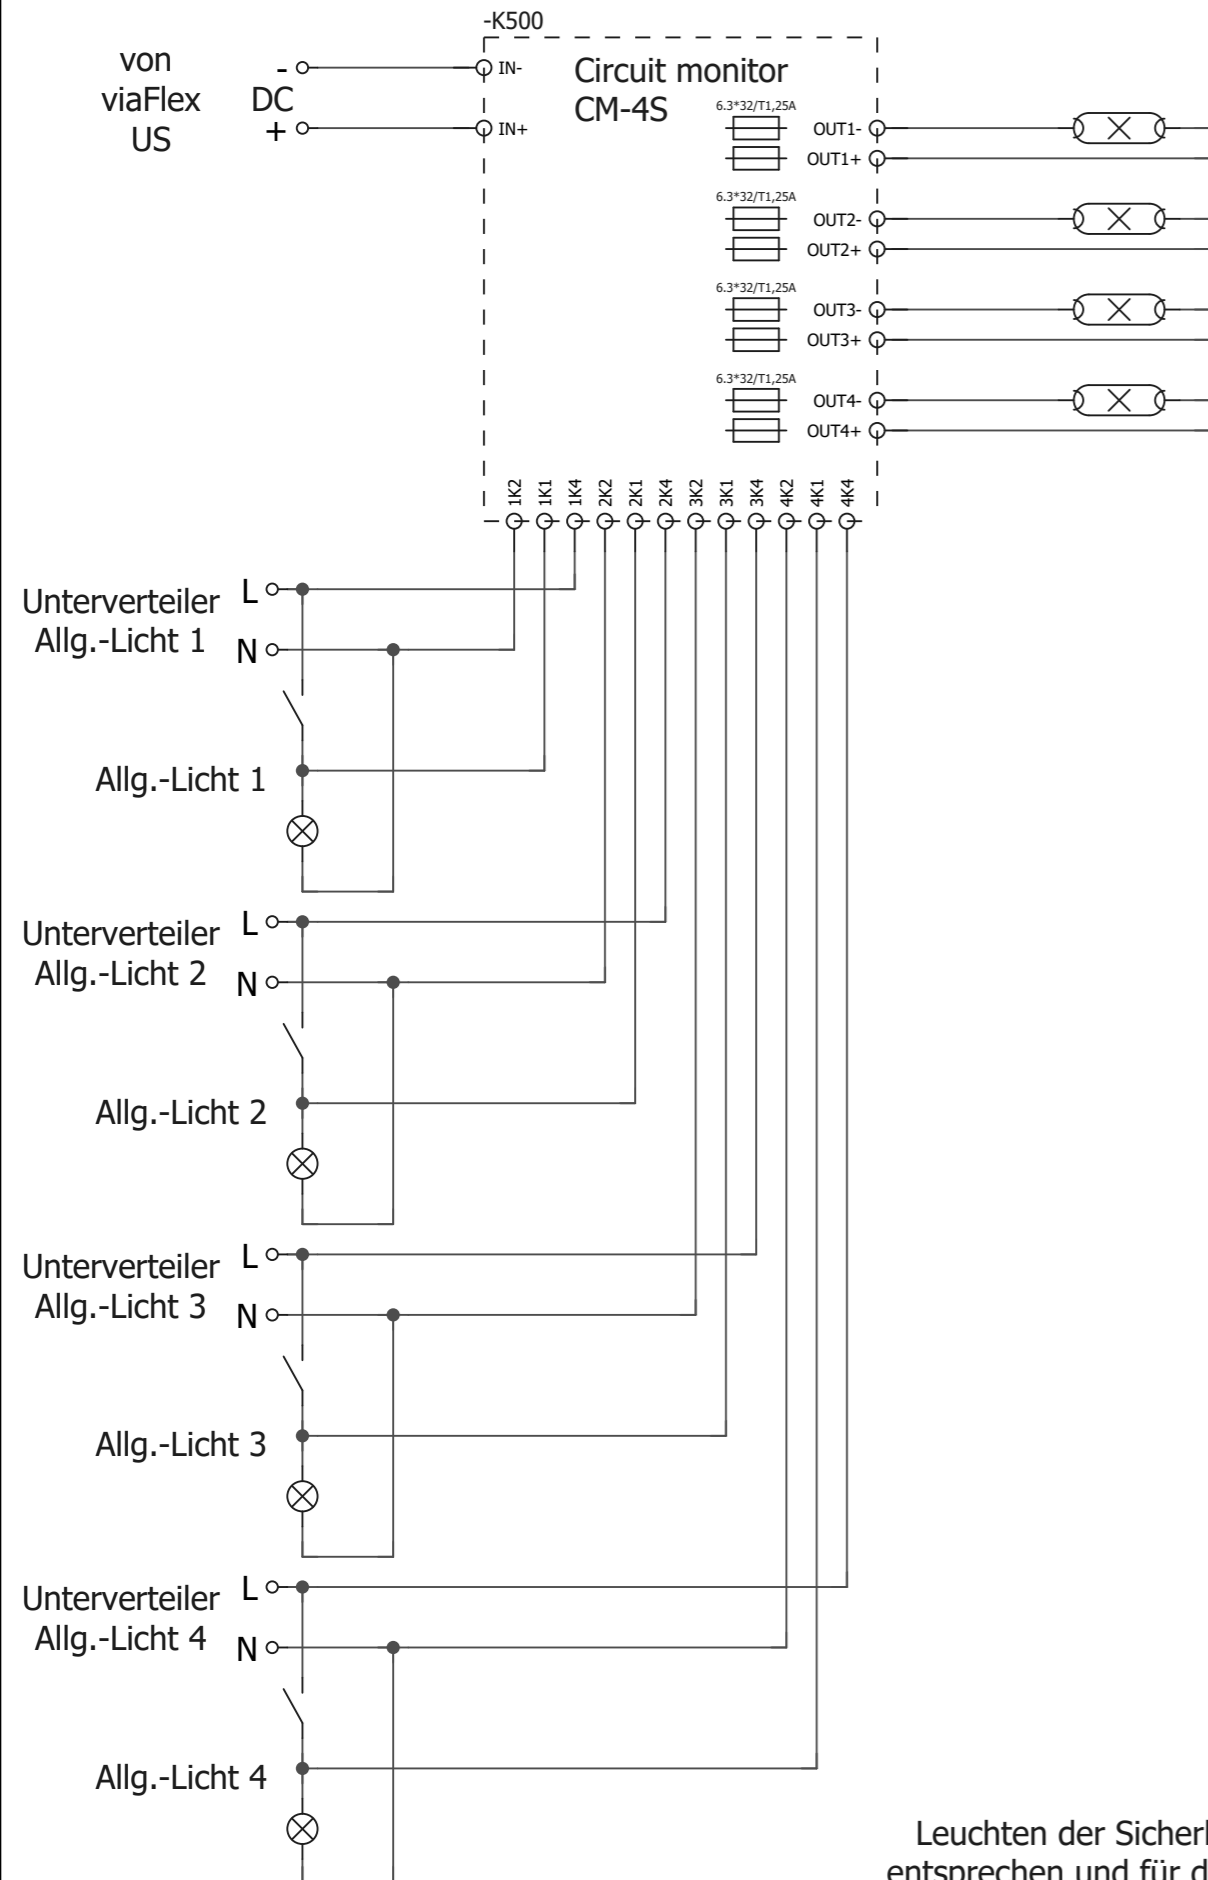 -K500
von
viaFlex
US
-
DC
+
IN-
IN+
Circuit monitor
CM-4S
6.3*32/T1,25A
OUT1-
OUT1+
6.3*32/T1,25A
OUT2-
OUT2+
6.3*32/T1,25A
OUT3-
OUT3+
6.3*32/T1,25A
OUT4-
OUT4+
1K2
1K1
1K4
2K2
2K1
2K4
3K2
3K1
3K4
4K2
4K1
4K4
Unterverteiler
Allg.-Licht 1
L
N
Allg.-Licht 1
Unterverteiler
Allg.-Licht 2
L
N
Allg.-Licht 2
Unterverteiler
Allg.-Licht 3
L
N
Allg.-Licht 3
Unterverteiler
Allg.-Licht 4
L
N
Allg.-Licht 4
Leuchten der
entsprechen und für